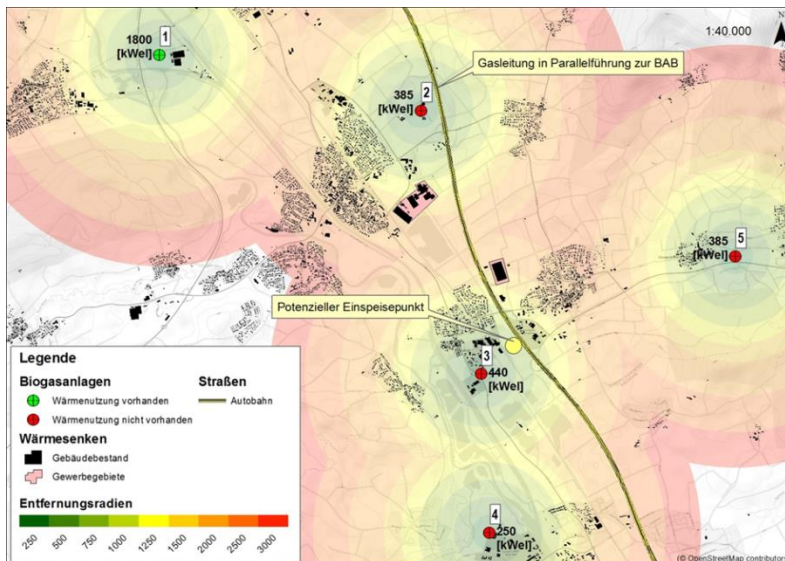 1:40.000
1800
[kWel]
1
Gasleitung in Parallelführung zur BAB
2
385
[kWel]
385
[kWel]
5
Potenzieller Einspeisepunkt
3
440
[kWel]
4
250
[kWel]
Legende
Biogasanlagen
Wärmenutzung vorhanden
Wärmenutzung nicht vorhanden
Straßen
Autobahn
Wärmesenken
Gebäudebestand
Gewerbegebiete
Entfernungsradien
250 500 750 1000 1250 1500 2000 2500 3000
(© OpenStreetMap contributors